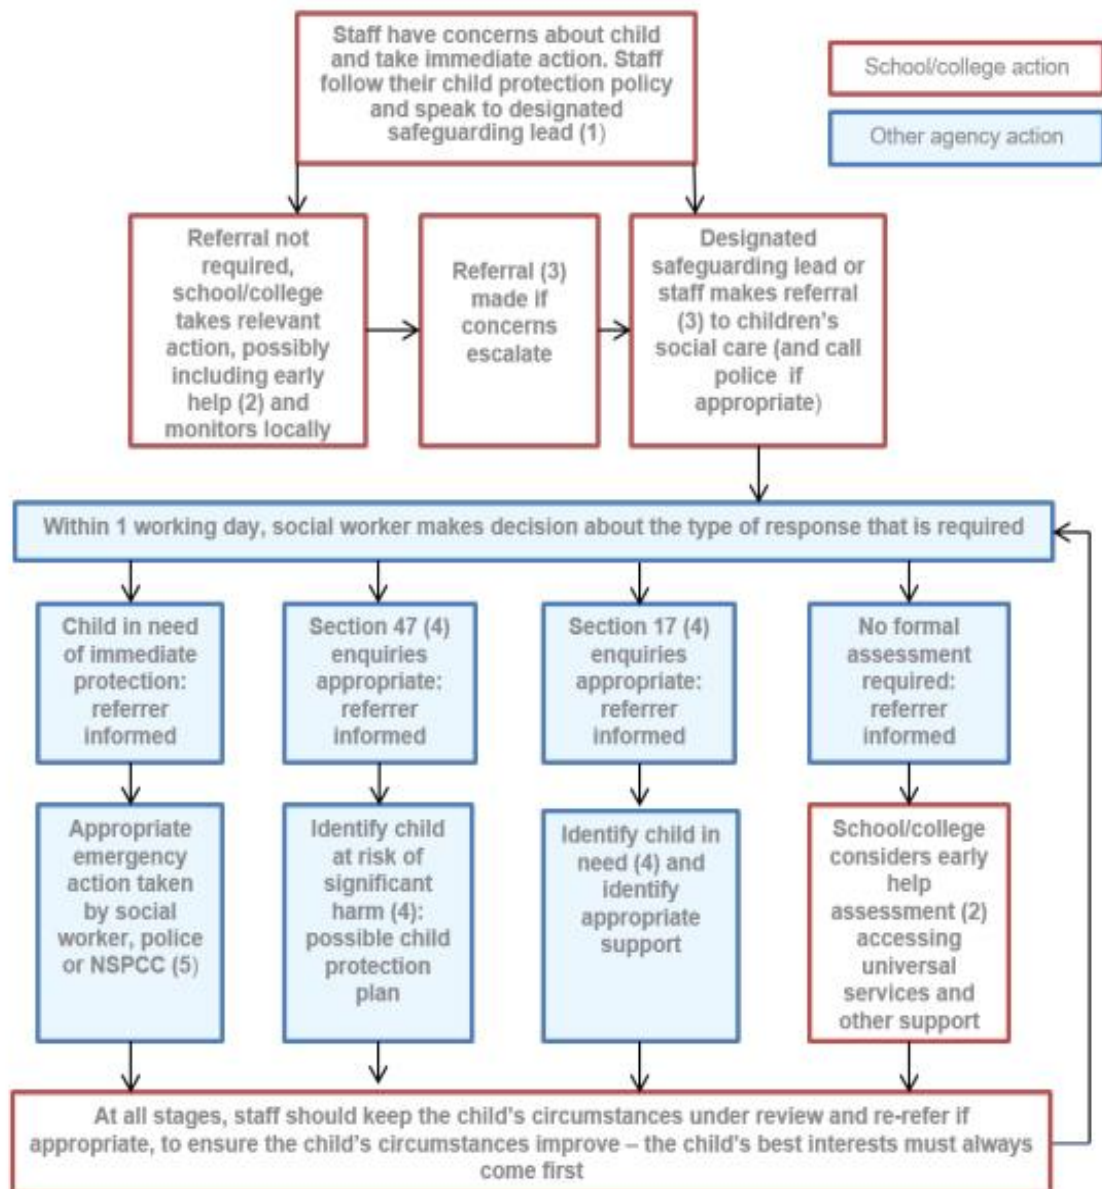 Staff have concerns about child
and take immediate action. Staff
follow their child protection policy
and speak to designated
safeguarding lead (1)
School/college action
Other agency action
Referral not
required,
school/college
takes relevant
action, possibly
including early
help (2) and
monitors locally
Referral (3)
made if
concerns
escalate
Designated
safeguarding lead or
staff makes referral
(3) to children's
social care (and call
police if
appropriate)
Within 1 working day, social worker makes decision about the type of response that is required
Child in need
of immediate
protection:
referrer
informed
Section 47 (4)
enquiries
appropriate:
referrer
informed
Section 17 (4)
enquiries
appropriate:
referrer
informed
No formal
assessment
required:
referrer
informed
Appropriate
emergency
action taken
by social
worker, police
or NSPCC (5)
Identify child
at risk of
significant
harm (4):
possible child
protection
plan
Identify child in
need (4) and
identify
appropriate
support
School/college
considers early
help
assessment (2)
accessing
universal
services and
other support
At all stages, staff should keep the child's circumstances under review and re-refer if
appropriate, to ensure the child's circumstances improve – the child's best interests must always
come first